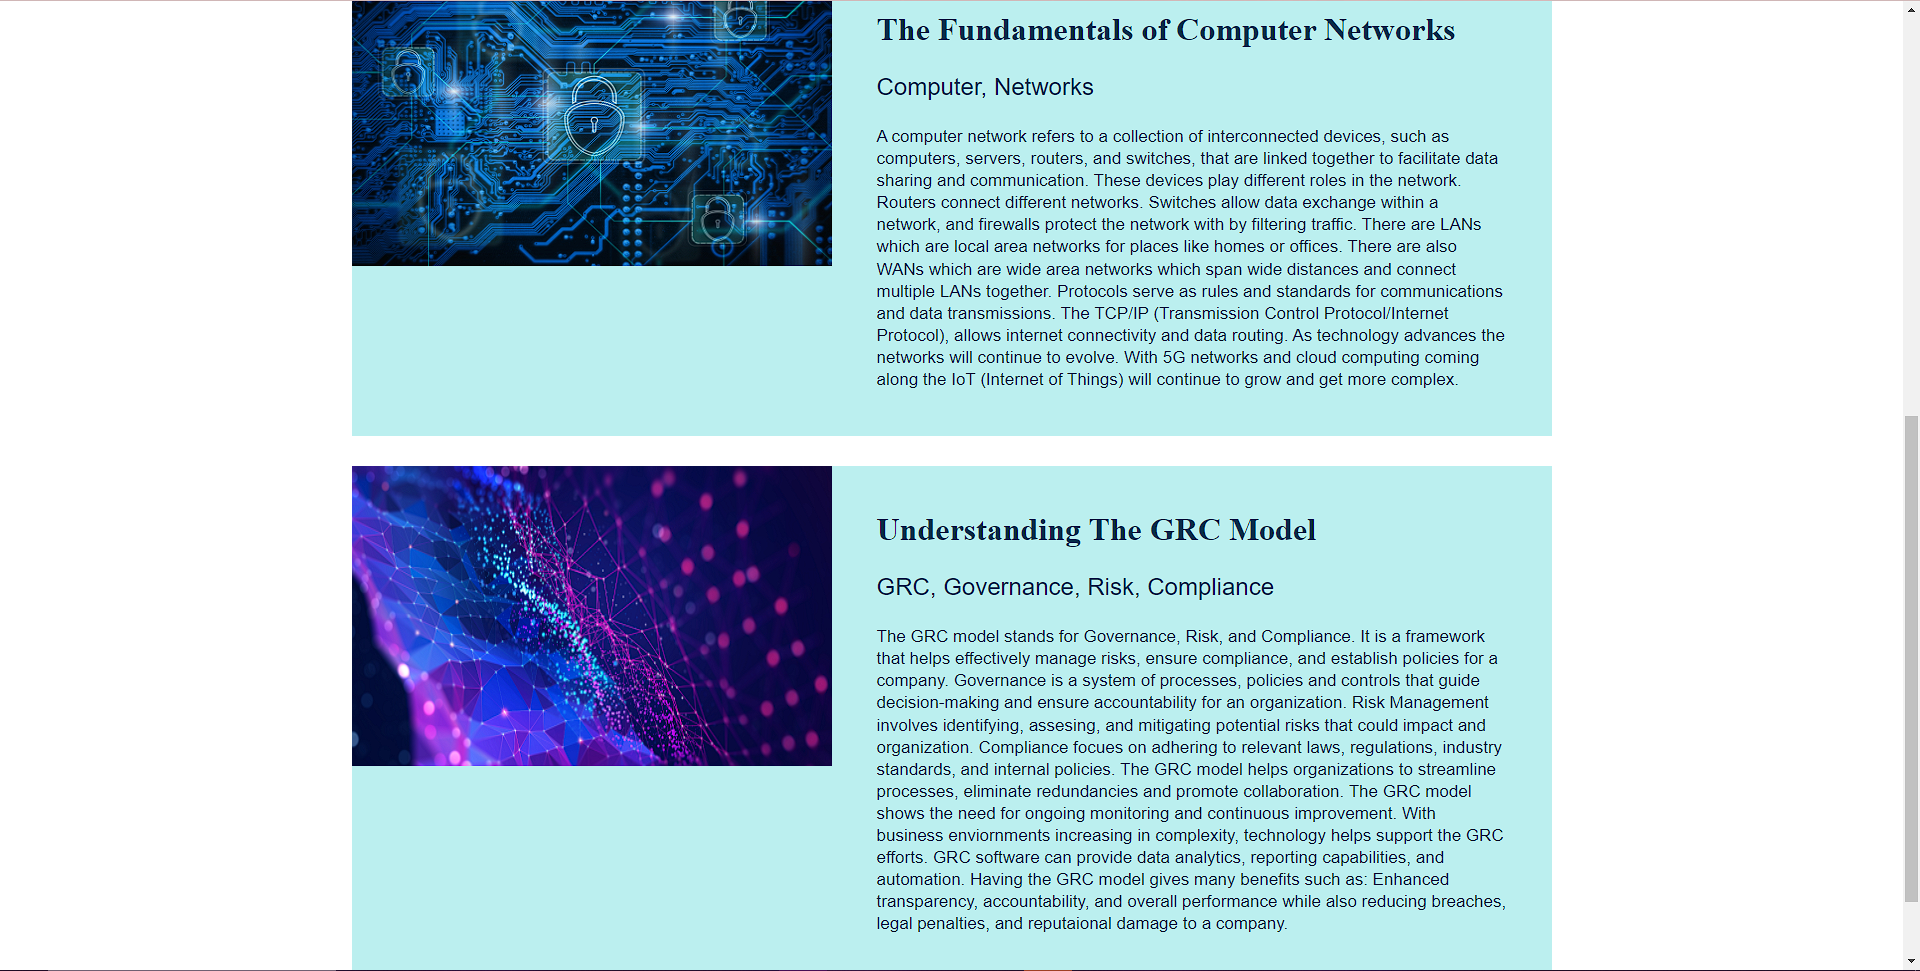 The Fundamentals of Computer Networks
Computer, Networks
A computer network refers to a collection of interconnected devices, such as
computers, servers, routers, and switches, that are linked together to facilitate data
sharing and communication. These devices play different roles in the network.
Routers connect different networks. Switches allow data exchange within a
network, and firewalls protect the network with by filtering traffic. There are LANs
which are local area networks for places like homes or offices. There are also
WANs which are wide area networks which span wide distances and connect
multiple LANs together. Protocols serve as rules and standards for communications
and data transmissions. The TCP/IP (Transmission Control Protocol/Internet
Protocol), allows internet connectivity and data routing. As technology advances the
networks will continue to evolve. With 5G networks and cloud computing coming
along the IoT (Internet of Things) will continue to grow and get more complex.
Understanding The GRC Model
GRC, Governance, Risk, Compliance
The GRC model stands for Governance, Risk, and Compliance. It is a framework
that helps effectively manage risks, ensure compliance, and establish policies for a
company. Governance is a system of processes, policies and controls that guide
decision-making and ensure accountability for an organization. Risk Management
involves identifying, assesing, and mitigating potential risks that could impact and
organization. Compliance focues on adhering to relevant laws, regulations, industry
standards, and internal policies. The GRC model helps organizations to streamline
processes, eliminate redundancies and promote collaboration. The GRC model
shows the need for ongoing monitoring and continuous improvement. With
business enviornments increasing in complexity, technology helps support the GRC
efforts. GRC software can provide data analytics, reporting capabilities, and
automation. Having the GRC model gives many benefits such as: Enhanced
transparency, accountability, and overall performance while also reducing breaches,
legal penalties, and reputaional damage to a company.